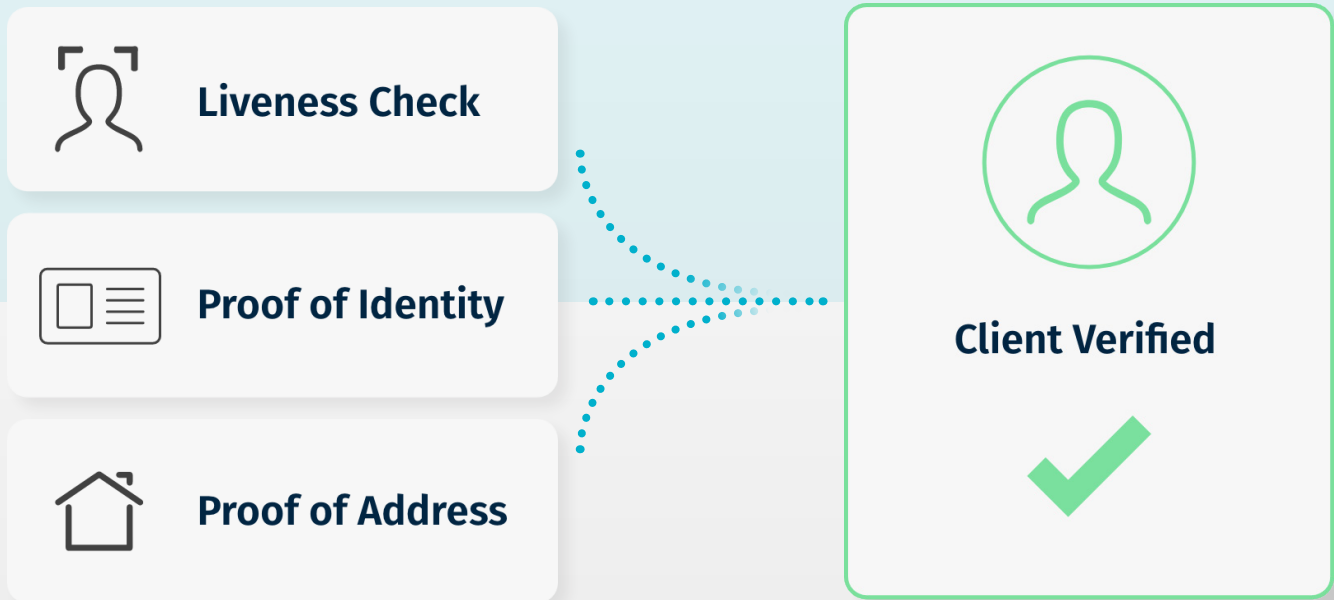 Liveness Check
Proof of Identity
Proof of Address
Client Verified